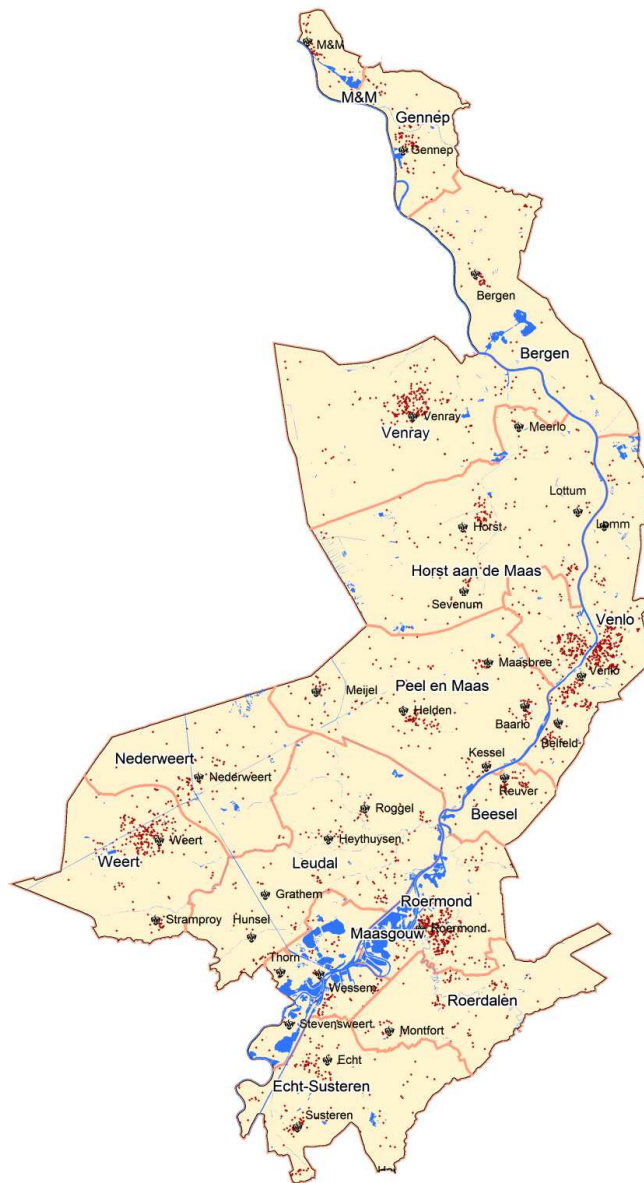 M&M
M&M
Gennep
Gennep
Bergen
Bergen
Venray
Venray
Meerlo
Lottum
Lomm
Horst
Horst aan de Maas
Sevenum
Venlo
Venlo
Maasbree
Peel en Maas
Meijel
Helden
Baarlo
Belfeld
Kessel
Reuver
Beesel
Nederweert
Nederweert
Roggel
Heythuysen
Leudal
Weert
Weert
Grathem
Stramproy
Hunsel
Roermond
Roermond
Maasgouw
Thorn
Wessem
Roerdalen
Stevensweert
Montfort
Echt
Echt-Susteren
Susteren